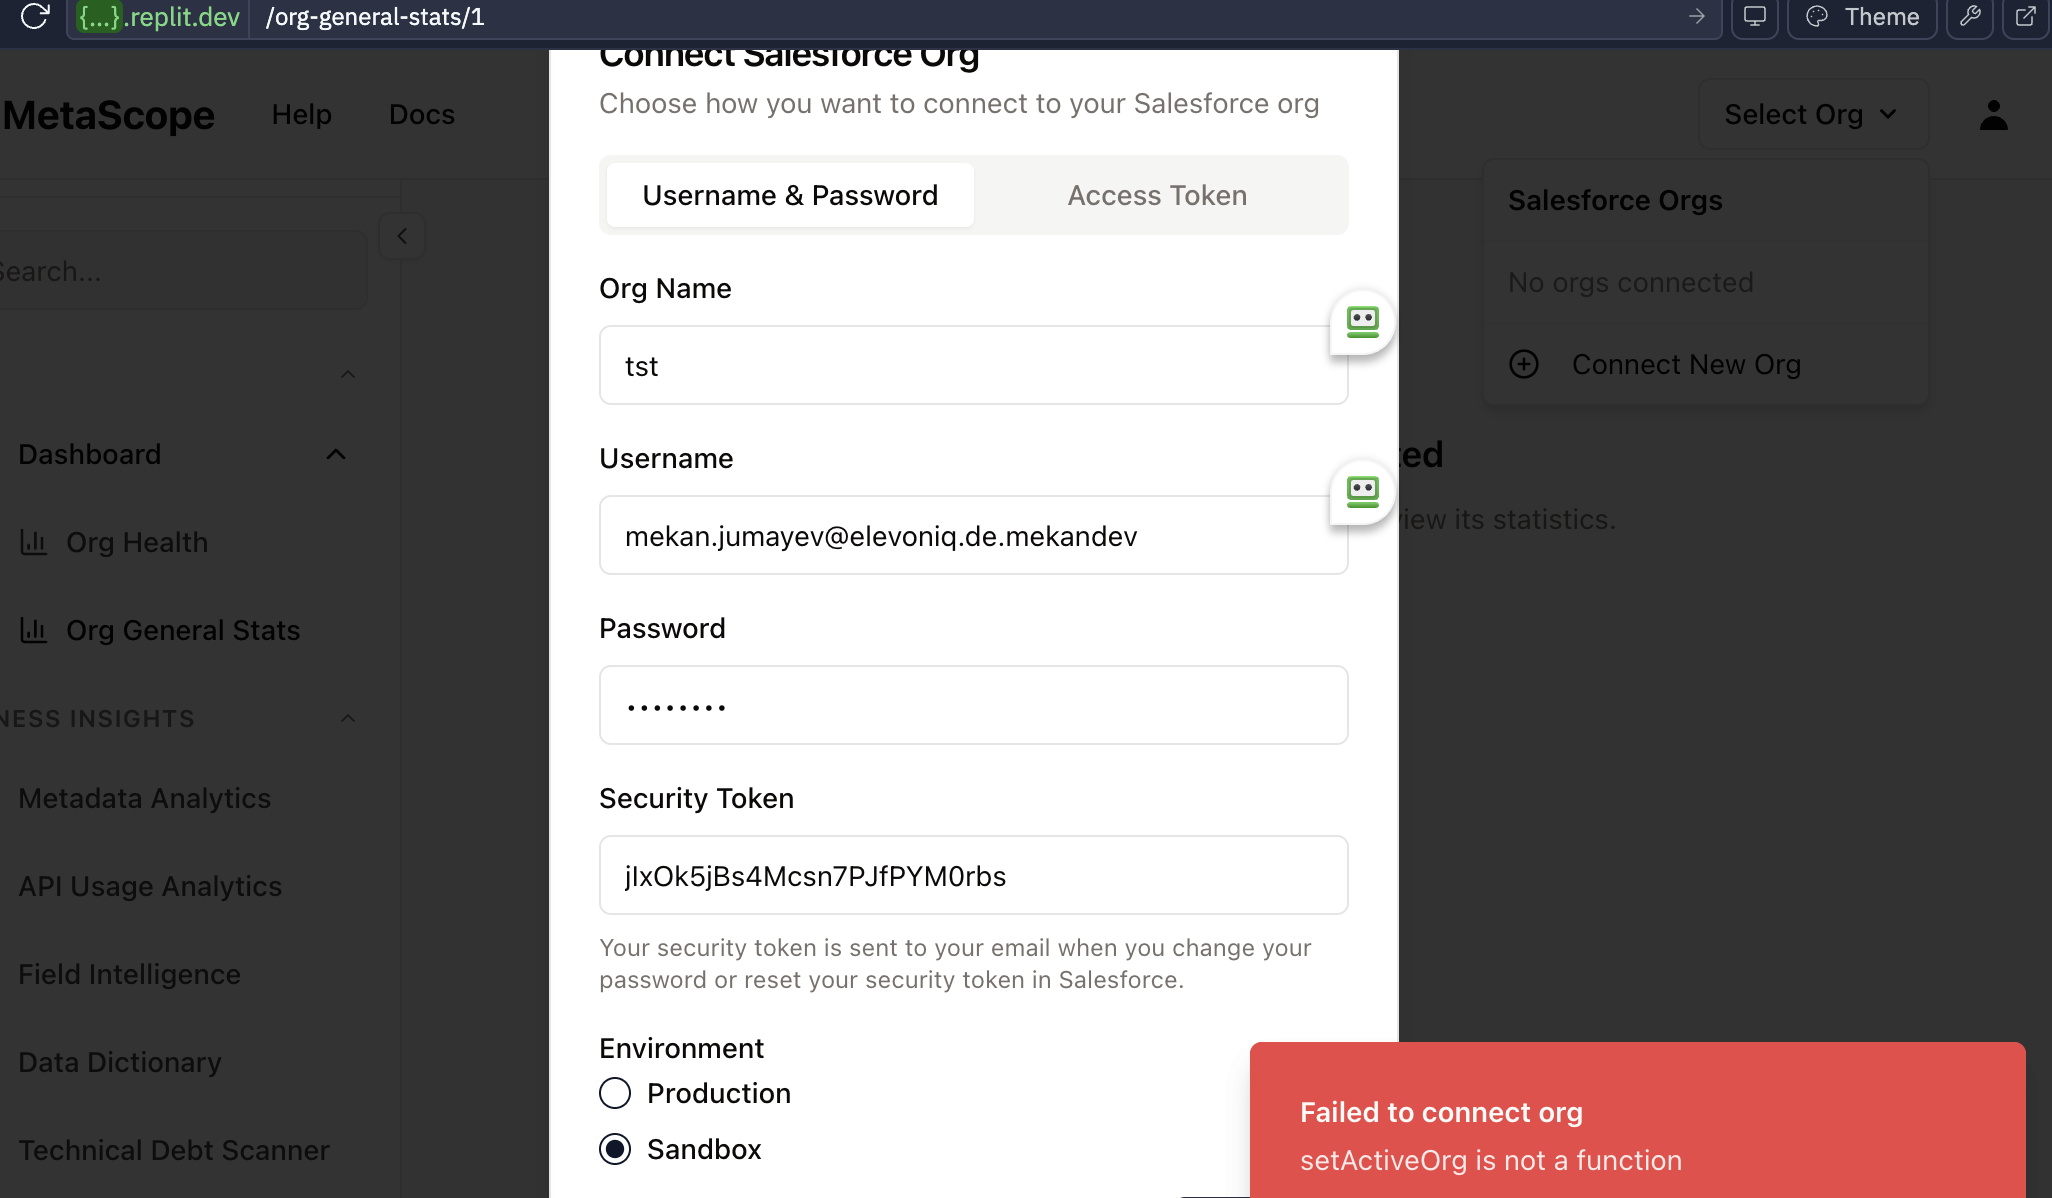 {...}.replit.dev /org-general-stats/1 Theme
Connect Salesforce Org
Choose how you want to connect to your Salesforce org
MetaScope Help Docs
Select Org
Username & Password Access Token
Salesforce Orgs
No orgs connected
Connect New Org
Search...
Dashboard
Org Health
Org General Stats
NESS INSIGHTS
Metadata Analytics
API Usage Analytics
Field Intelligence
Data Dictionary
Technical Debt Scanner
Org Name
tst
Username
mekan.jumayev@elevoniq.de.mekandev
Password
••••••••
Security Token
jIxOk5jBs4Mcsn7PJfPYM0rbs
Your security token is sent to your email when you change your
password or reset your security token in Salesforce.
Environment
Production
Sandbox
ted
view its statistics.
Failed to connect org
setActiveOrg is not a function